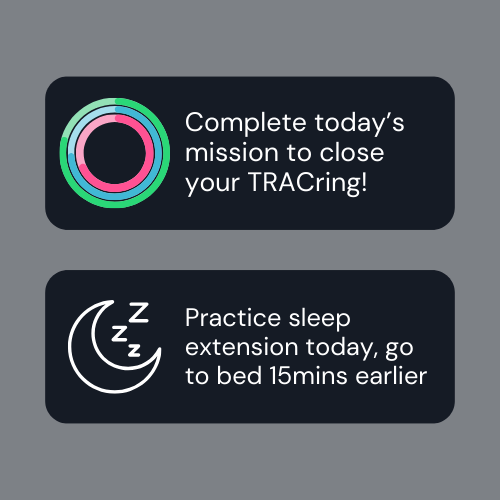 Complete today’s
mission to close
your TRACring!
Z
Z
Z
Practice sleep
extension today, go
to bed 15mins earlier